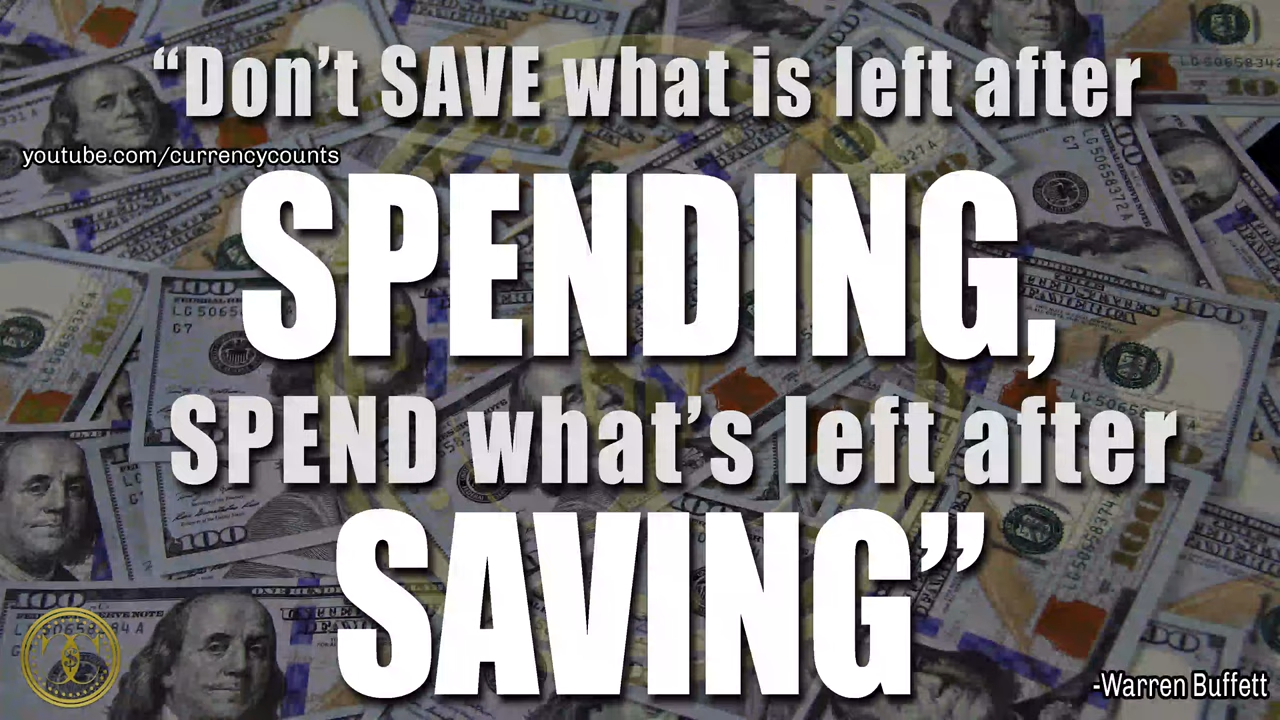 “Don’t SAVE what is left after
youtube.com/currencycounts
SPENDING,
SPEND what’s left after
SAVING”
-Warren Buffett